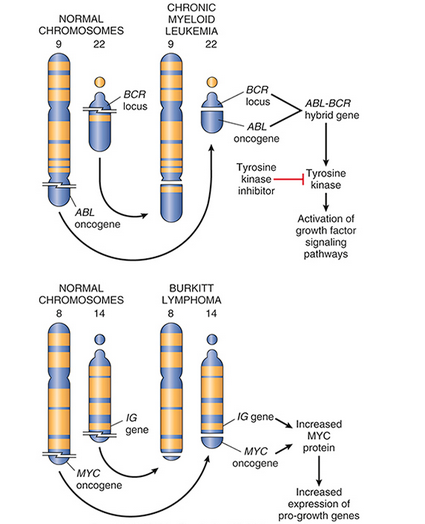 NORMAL
CHROMOSOMES
9 22
CHRONIC
MYELOID
LEUKEMIA
9 22
BCR
locus
ABL
oncogene
BCR
locus
ABL
oncogene
ABL-BCR
hybrid gene
Tyrosine
kinase
inhibitor
Tyrosine
kinase
Activation of
growth factor
signaling
pathways
NORMAL
CHROMOSOMES
8 14
BURKITT
LYMPHOMA
8 14
IG
gene
MYC
oncogene
IG gene
MYC
oncogene
Increased
MYC
protein
Increased
expression of
pro-growth genes